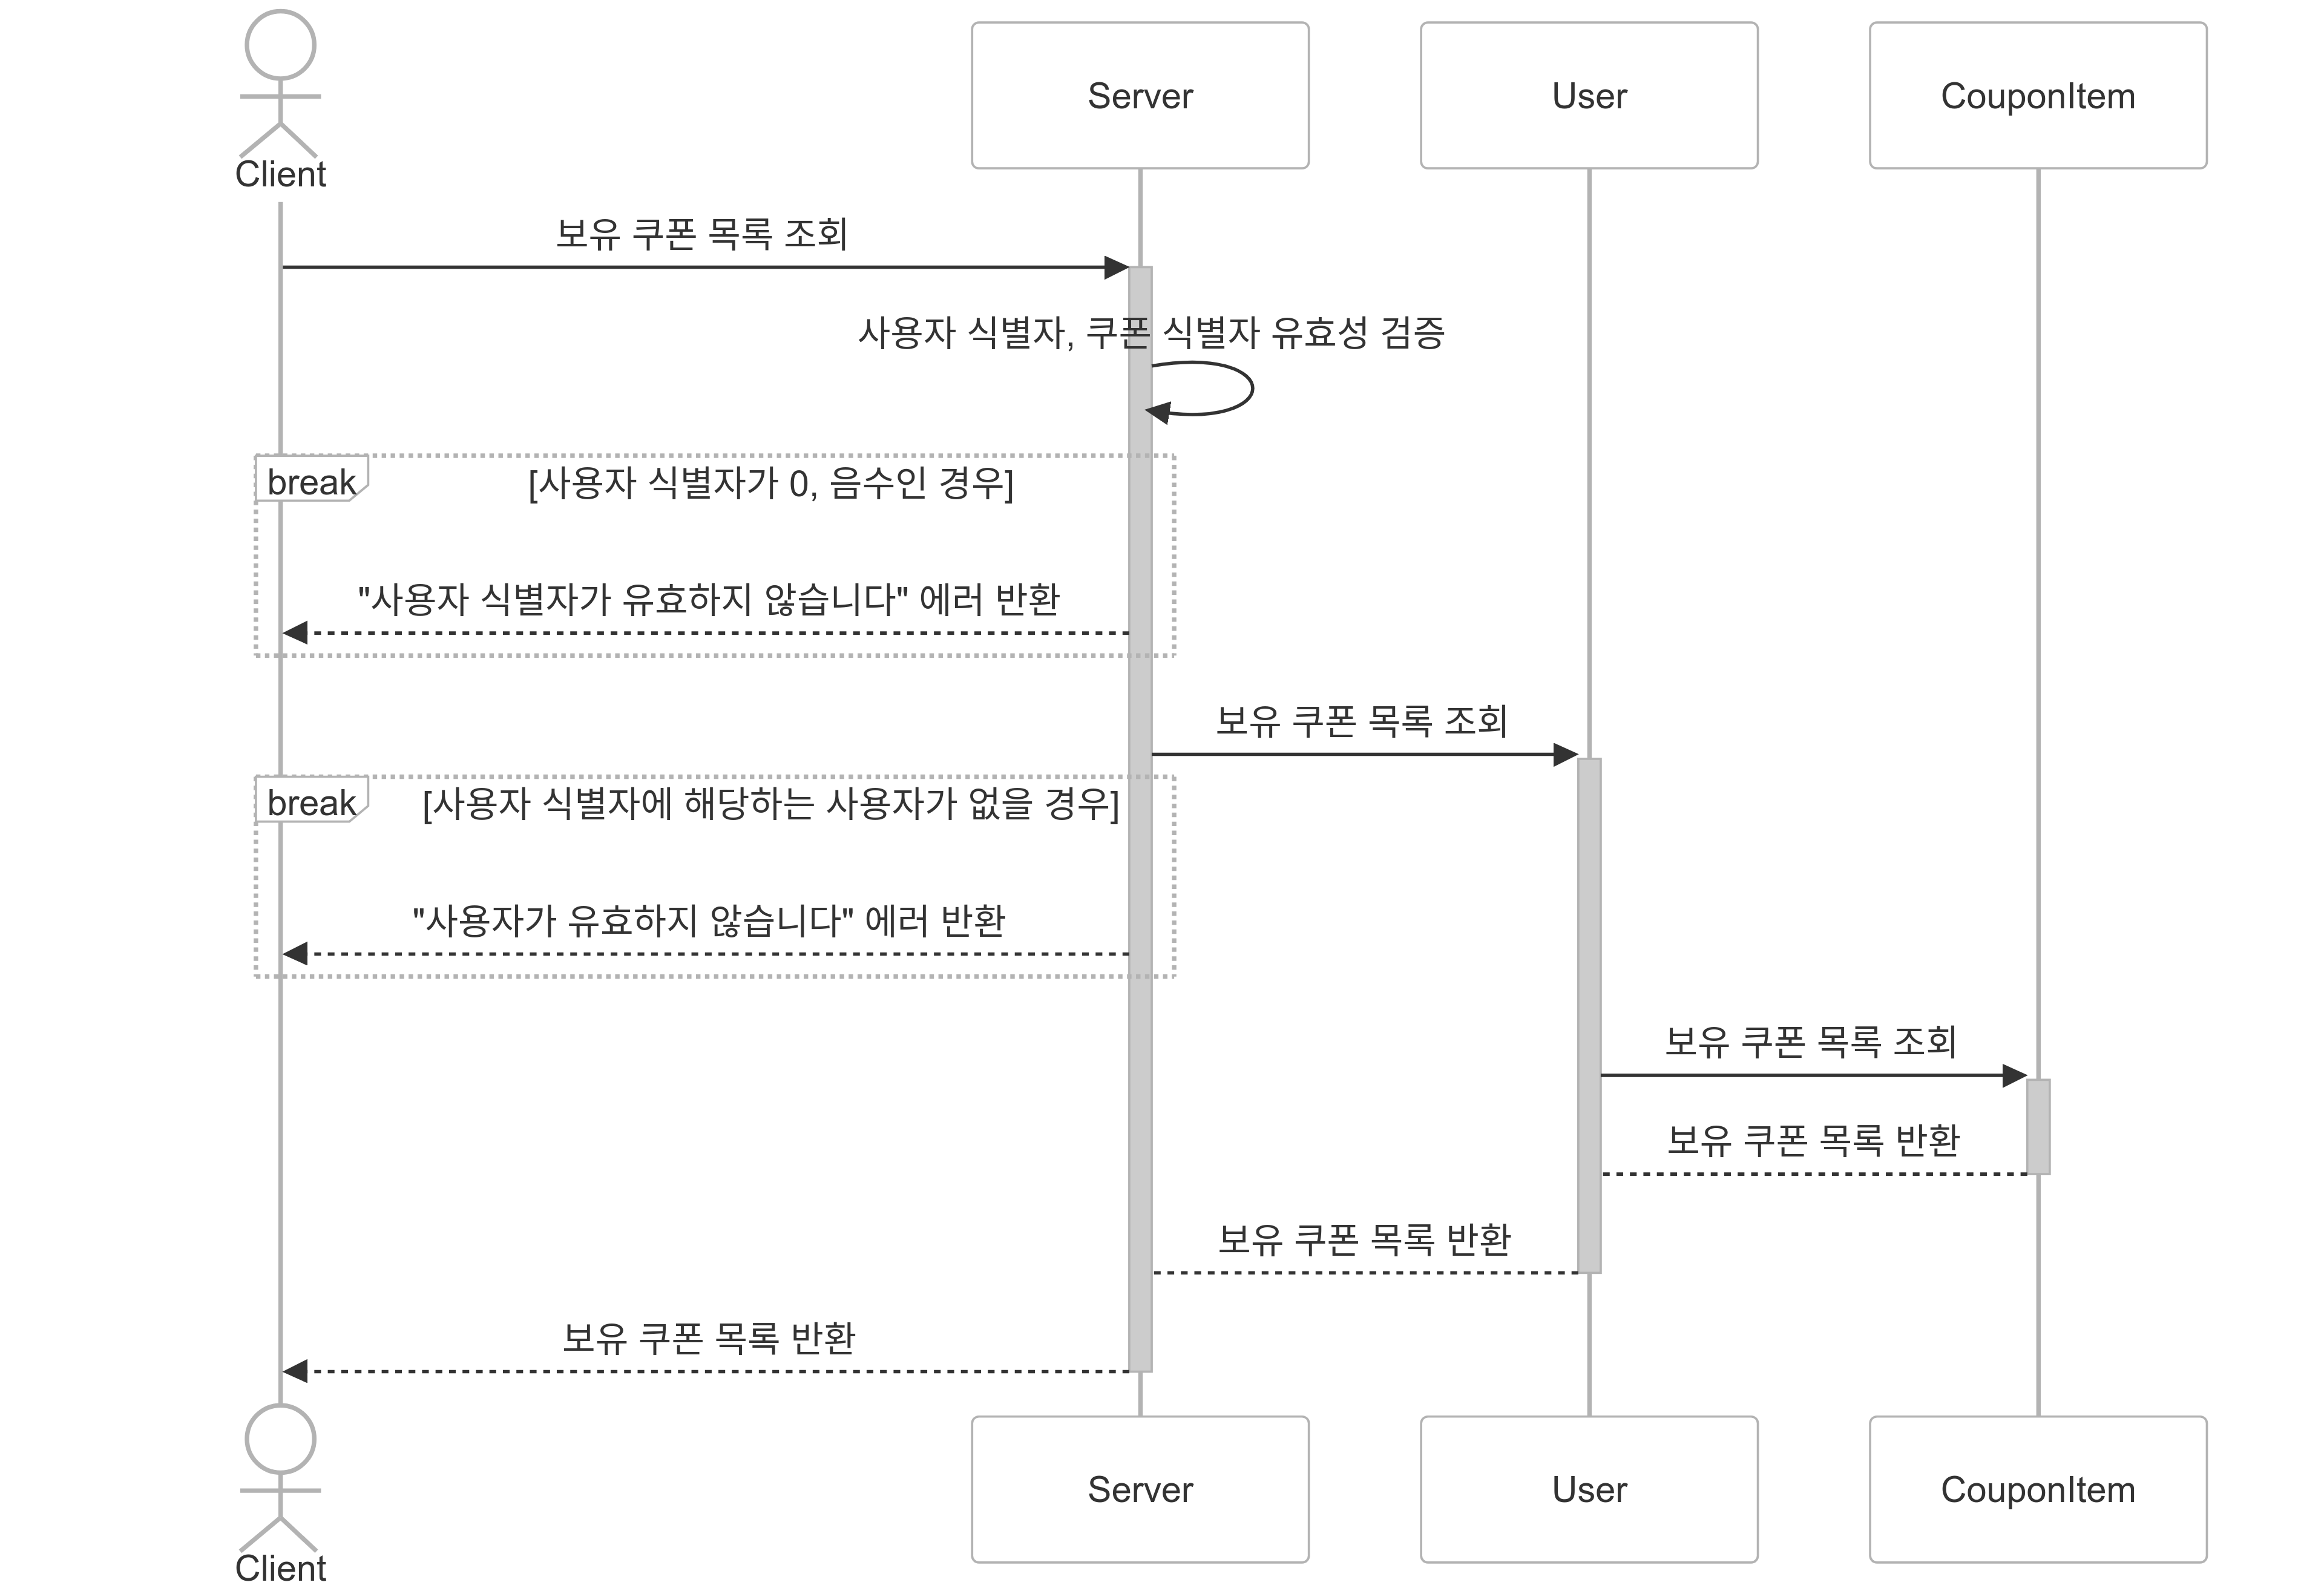 Client
Server
User
CouponItem
보유 쿠폰 목록 조회
사용자 식별자, 쿠폰 식별자 유효성 검증
break
[사용자 식별자가 0, 음수인 경우]
"사용자 식별자가 유효하지 않습니다" 에러 반환
보유 쿠폰 목록 조회
break
[사용자 식별자에 해당하는 사용자가 없을 경우]
"사용자가 유효하지 않습니다" 에러 반환
보유 쿠폰 목록 조회
보유 쿠폰 목록 반환
보유 쿠폰 목록 반환
보유 쿠폰 목록 반환
Client
Server
User
CouponItem